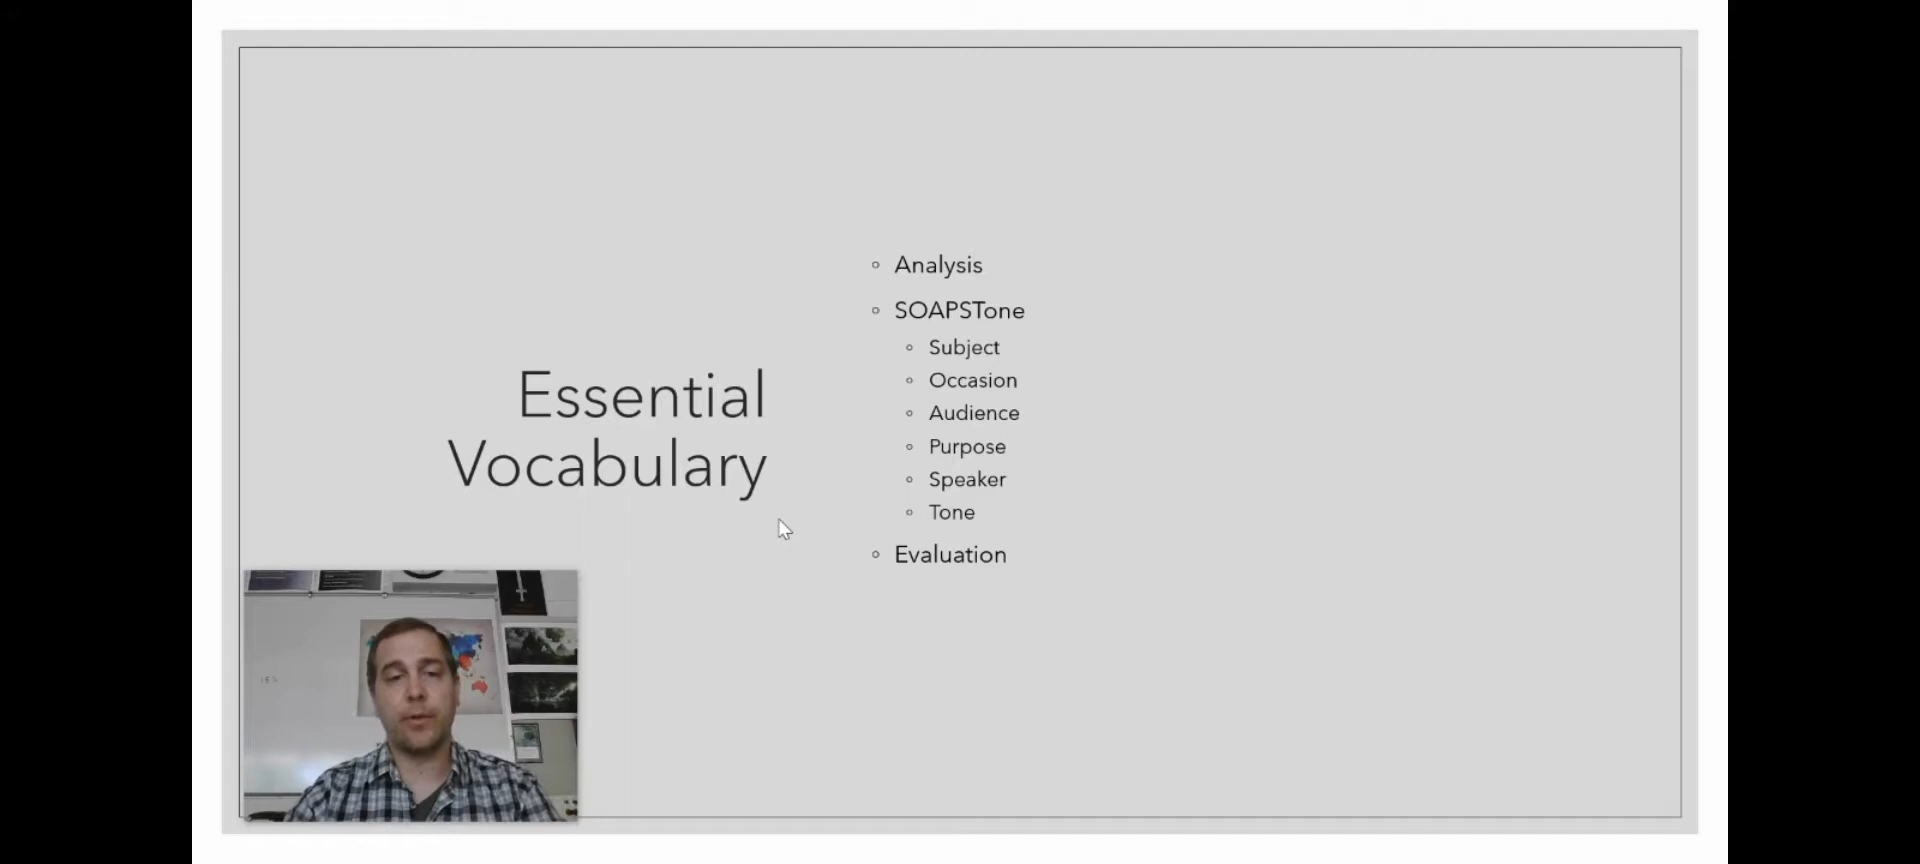 Essential
Vocabulary
Analysis
SOAPSTone
Subject
Occasion
Audience
Purpose
Speaker
Tone
Evaluation